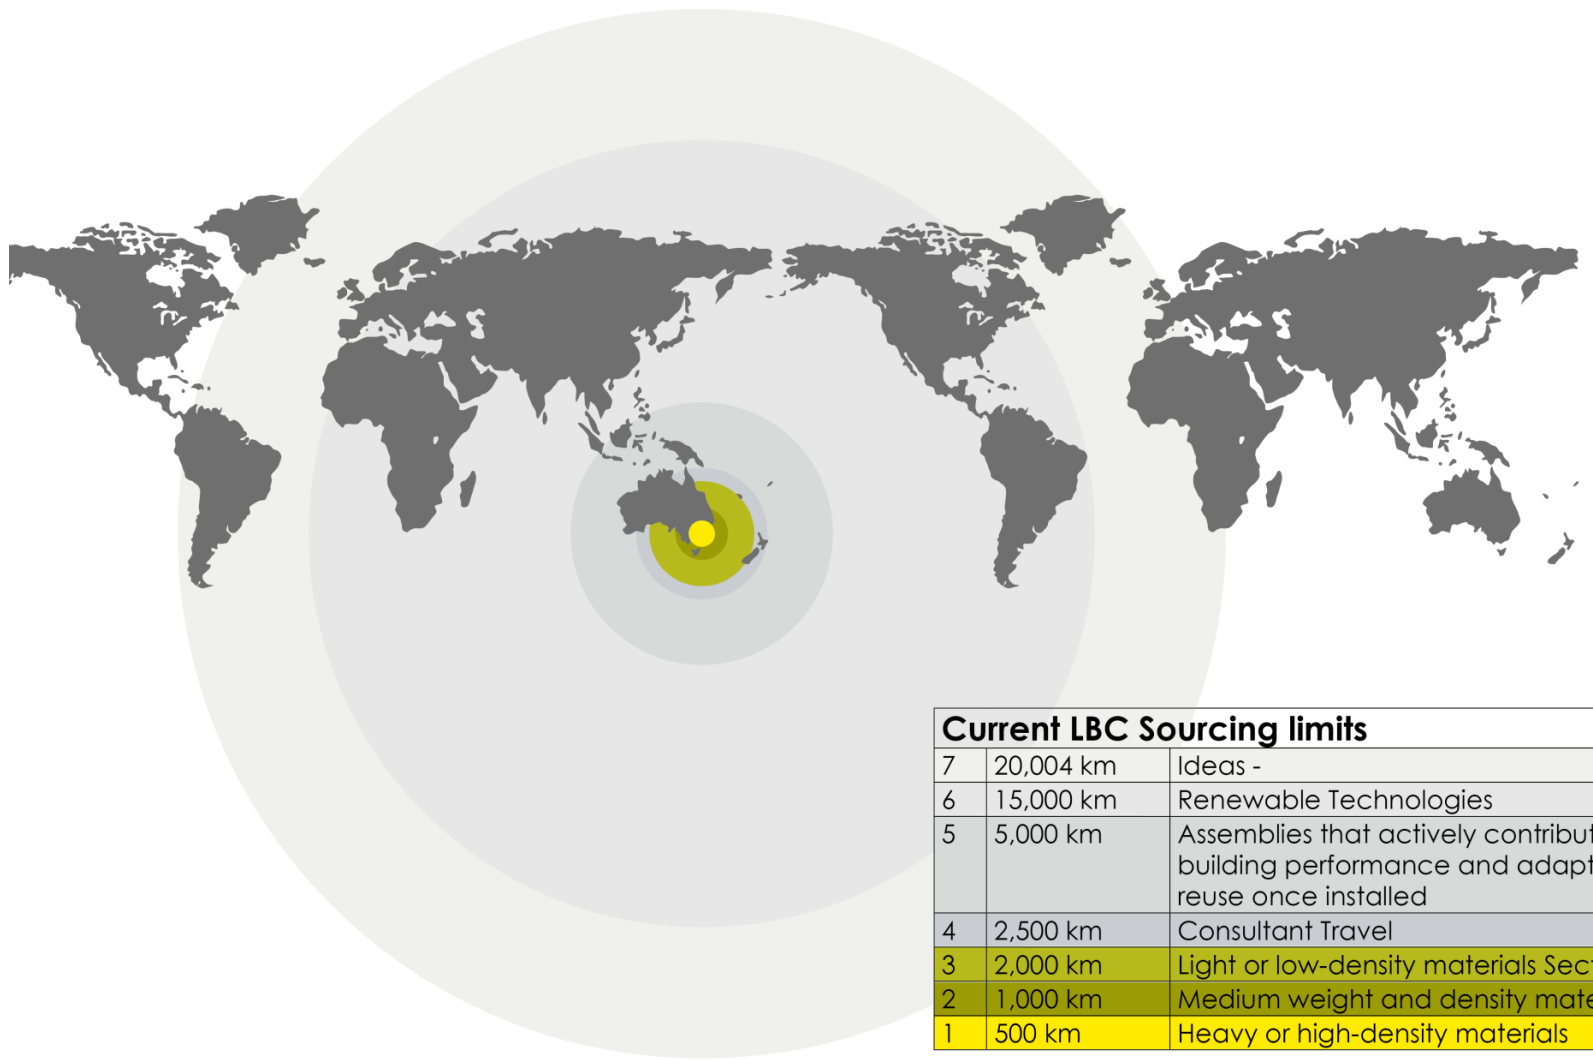 Current LBC Sourcing limits
7 20,004 km Ideas -
6 15,000 km Renewable Technologies
5 5,000 km Assemblies that actively
building performance and
reuse once installed
4 2,500 km Consultant Travel
3 2,000 km Light or low-density materials
2 1,000 km Medium weight and density
1 500 km Heavy or high-density materials